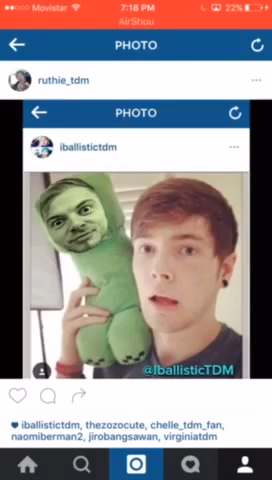 Movistar 7:18 PM 22%
AirShou
PHOTO
ruthie_tdm
PHOTO
iballistictdm
@IballisticTDM
iballistictdm, thezozocute, chelle_tdm_fan,
naomiberman2, jirobangsawan, virginiatdm